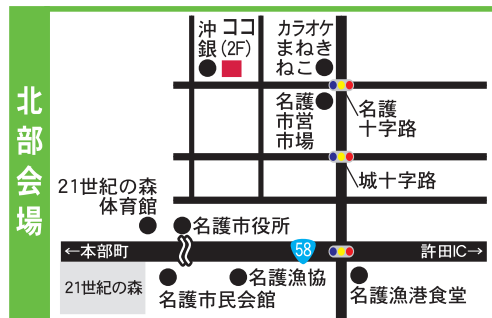 北部会場
沖銀
ココ
(2F)
カラオケ
まねき
ねこ
名護
市営
市場
名護
十字路
城十字路
21世紀の森
体育館
名護市役所
←本部町
58
許田IC→
21世紀の森
名護市民会館
名護漁協
名護漁港食堂